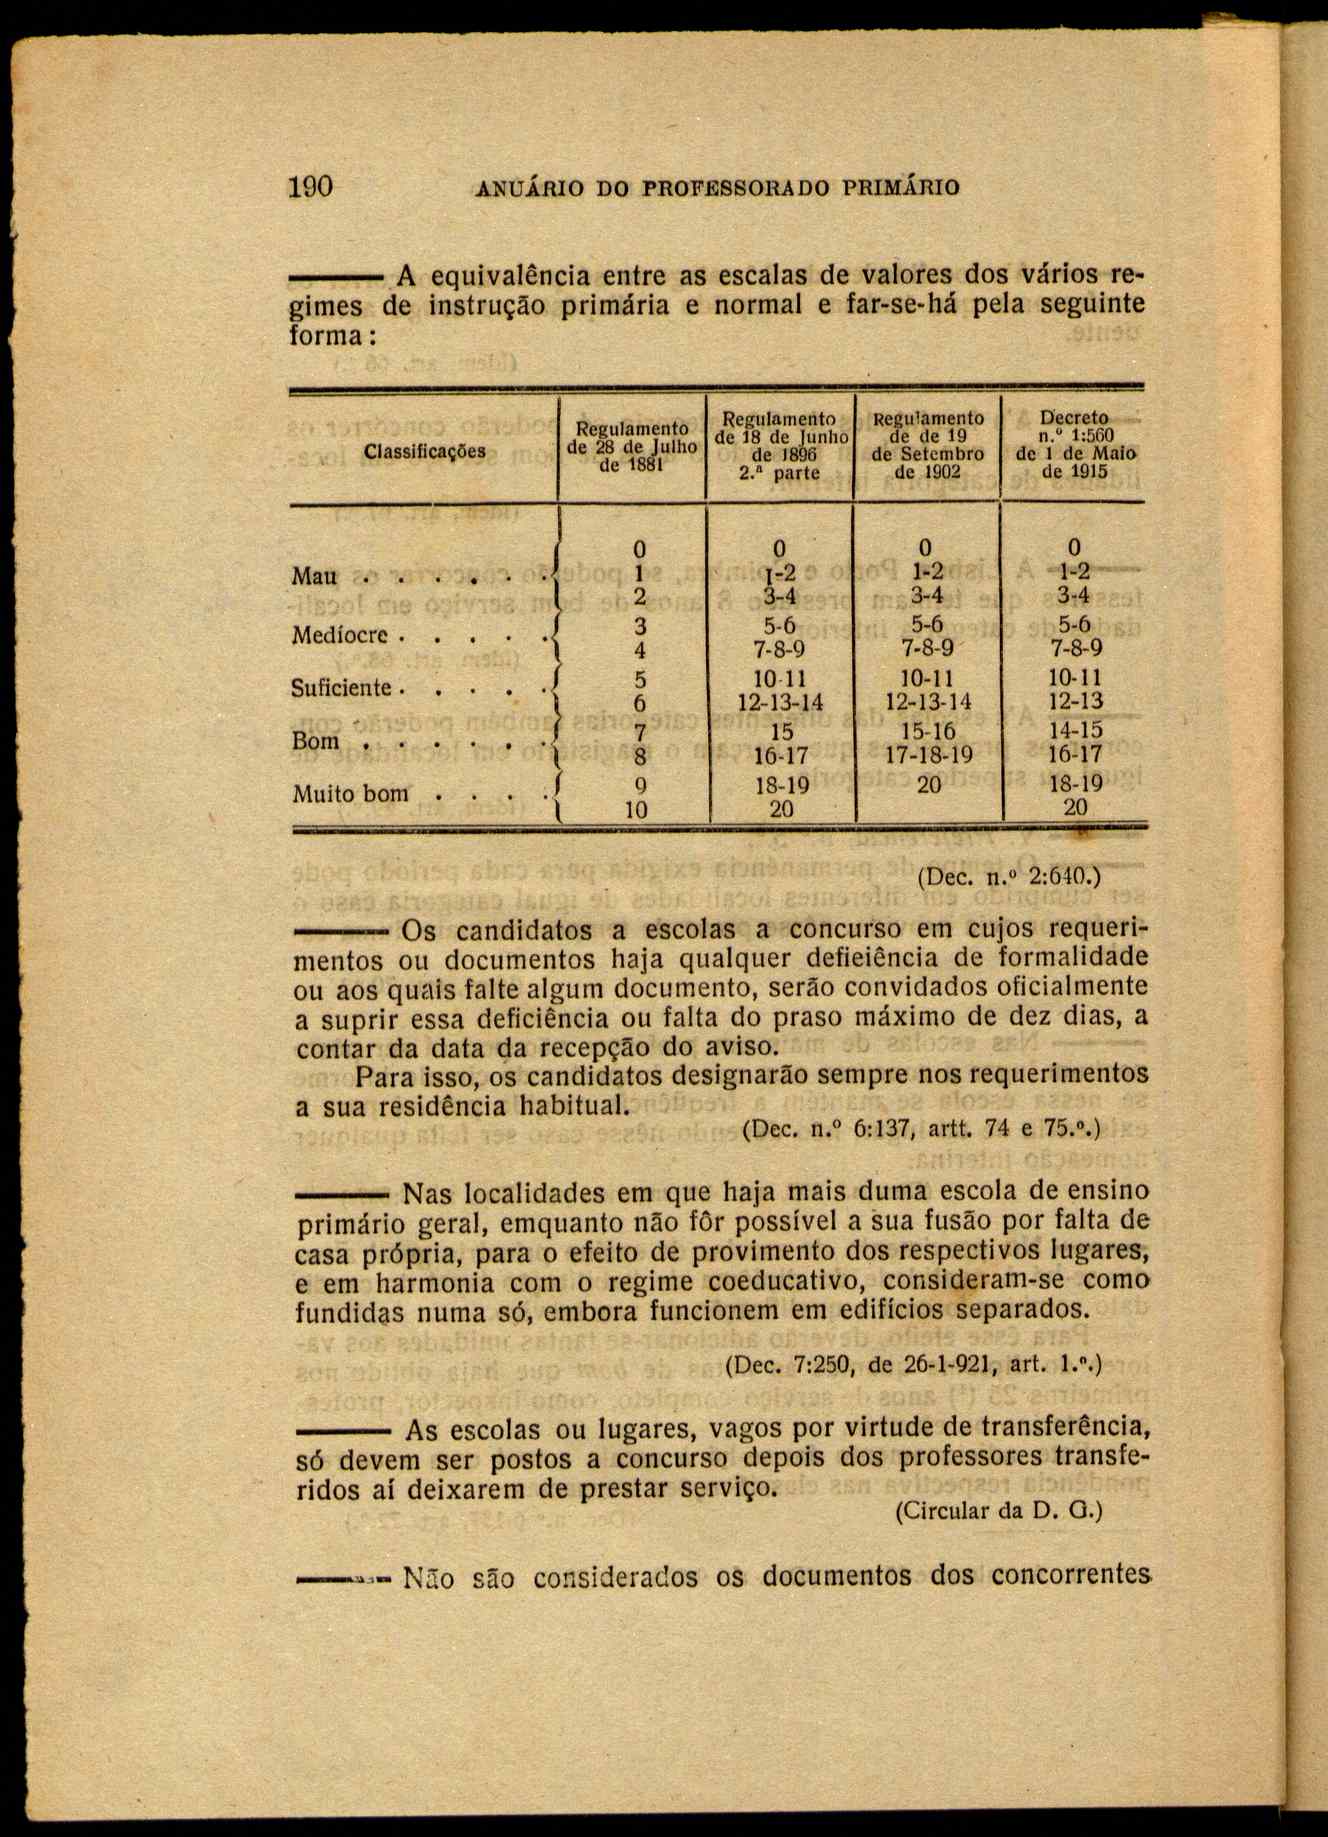 190 ANUÁRIO DO PROFESSORADO PRIMÁRIO
——— A equivalência entre as escalas de valores dos vários re-
gimes de instrução primária e normal e far-se-há pela seguinte
forma:
Classificações | Regulamento de 28 de Julho de 1881 | Regulamento de 18 de Junho de 1896 2.ª parte | Regulamento de de 19 de Setembro de 1902 | Decreto n.º 1:560 de 1 de Maio de 1915
0 | 0 | 0 | 0
Mau . . . . . . | 1 | 1-2 | 1-2 | 1-2
2 | 3-4 | 3-4 | 3-4
Medíocre . . . . . | 3 | 5-6 | 5-6 | 5-6
4 | 7-8-9 | 7-8-9 | 7-8-9
Suficiente . . . . . | 5 | 10-11 | 10-11 | 10-11
6 | 12-13-14 | 12-13-14 | 12-13
Bom . . . . . . | 7 | 15 | 15-16 | 14-15
8 | 16-17 | 17-18-19 | 16-17
Muito bom . . . . | 9 | 18-19 | 20 | 18-19
10 | 20 | | 20
(Dec. n.º 2:640.)
——— Os candidatos a escolas a concurso em cujos requeri-
mentos ou documentos haja qualquer defieiência de formalidade
ou aos quais falte algum documento, serão convidados oficialmente
a suprir essa deficiência ou falta do praso máximo de dez dias, a
contar da data da recepção do aviso.
Para isso, os candidatos designarão sempre nos requerimentos
a sua residência habitual.
(Dec. n.º 6:137, artt. 74 e 75.º.)
——— Nas localidades em que haja mais duma escola de ensino
primário geral, emquanto não fôr possível a sua fusão por falta de
casa própria, para o efeito de provimento dos respectivos lugares,
e em harmonia com o regime coeducativo, consideram-se como
fundidas numa só, embora funcionem em edifícios separados.
(Dec. 7:250, de 26-1-921, art. 1.º.)
——— As escolas ou lugares, vagos por virtude de transferência,
só devem ser postos a concurso depois dos professores transfe-
ridos aí deixarem de prestar serviço.
(Circular da D. G.)
——— Não são considerados os documentos dos concorrentes